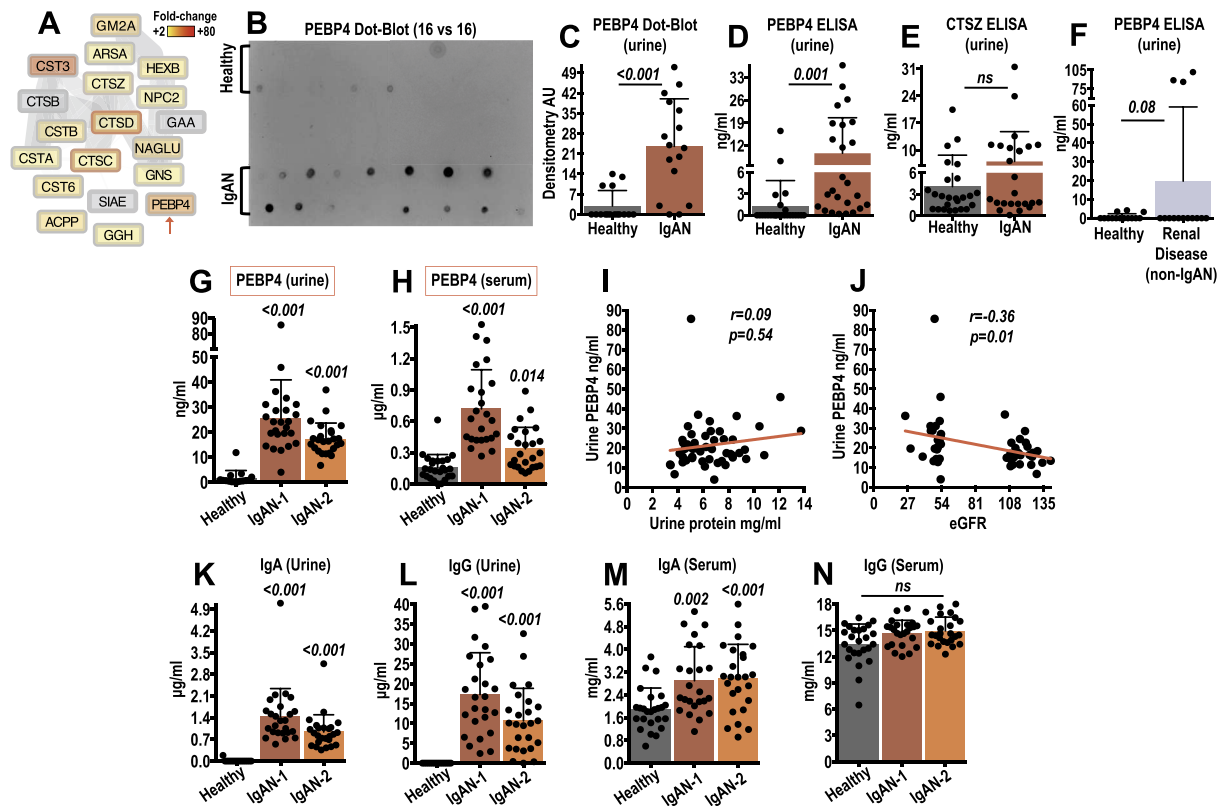 A
Fold-change
+2 +80
GM2A
ARSA
CST3
HEXB
CTSZ
CTSB
NPC2
CTSD
GAA
CSTB
NAGLU
CSTA
CTSC
GNS
CST6
SIAE
PEBP4
ACPP
GGH
B
PEBP4 Dot-Blot (16 vs 16)
Healthy
IgAN
C
PEBP4 Dot-Blot
(urine)
<0.001
Densitometry AU
51
44
37
30
23
14
7
0
Healthy
IgAN
D
PEBP4 ELISA
(urine)
0.001
ng/ml
36
27
18
9
6
3
0
Healthy
IgAN
E
CTSZ ELISA
(urine)
ns
ng/ml
31
24
17
10
6
3
0
Healthy
IgAN
F
PEBP4 ELISA
(urine)
0.08
ng/ml
105
90
75
60
60
50
40
30
20
10
0
Healthy
Renal
Disease
(non-IgAN)
G
PEBP4 (urine)
<0.001
<0.001
ng/ml
90
80
70
50
40
30
20
10
0
Healthy
IgAN-1
IgAN-2
H
PEBP4 (serum)
<0.001
0.014
µg/ml
1.5
1.2
0.9
0.6
0.3
0.0
Healthy
IgAN-1
IgAN-2
I
r=0.09
p=0.54
Urine PEBP4 ng/ml
90
80
70
60
50
40
30
20
10
0
0 2 4 6 8 10 12 14
Urine protein mg/ml
J
r=-0.36
p=0.01
Urine PEBP4 ng/ml
90
80
70
60
50
40
30
20
10
0
0 27 54 81 108 135
eGFR
K
IgA (Urine)
<0.001
<0.001
µg/ml
4.9
4.2
3.5
2.8
2.1
1.4
0.7
0.0
Healthy
IgAN-1
IgAN-2
L
IgG (Urine)
<0.001
<0.001
µg/ml
40
35
30
25
20
15
10
5
0
Healthy
IgAN-1
IgAN-2
M
IgA (Serum)
0.002
<0.001
mg/ml
5.6
4.8
4.0
3.2
2.4
1.6
0.8
0.0
Healthy
IgAN-1
IgAN-2
N
IgG (Serum)
ns
mg/ml
18
15
12
9
6
3
0
Healthy
IgAN-1
IgAN-2